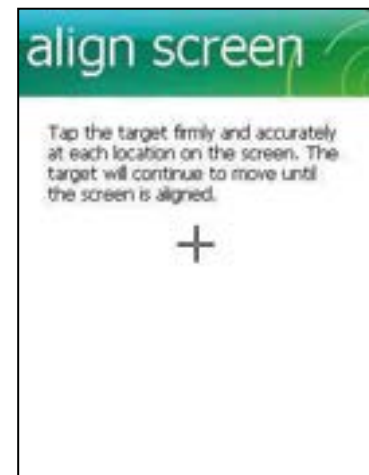 align screen
Tap the target firmly and accurately
at each location on the screen. The
target will continue to move until
the screen is aligned.